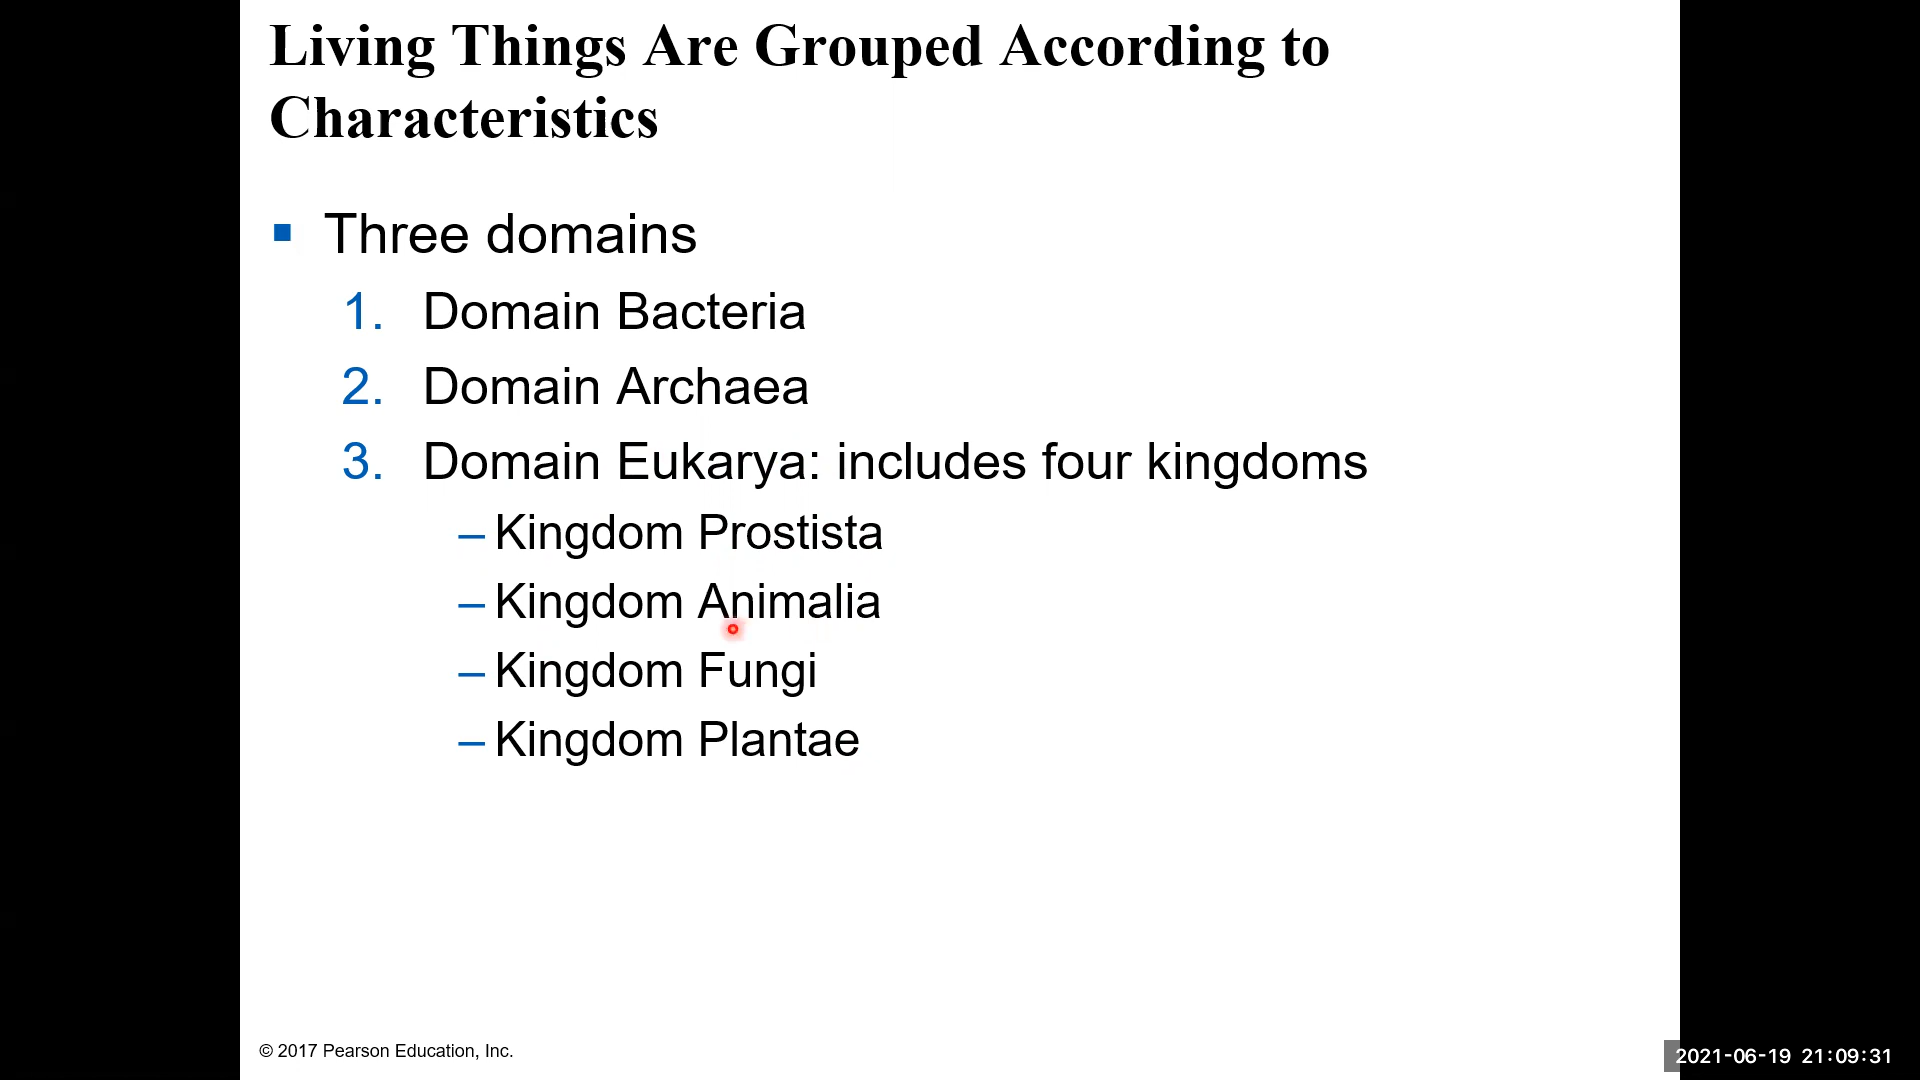 Living Things Are Grouped According to
Characteristics
▪ Three domains
1. Domain Bacteria
2. Domain Archaea
3. Domain Eukarya: includes four kingdoms
– Kingdom Prostista
– Kingdom Animalia
– Kingdom Fungi
– Kingdom Plantae
© 2017 Pearson Education, Inc.
2021-06-19 21:09:31